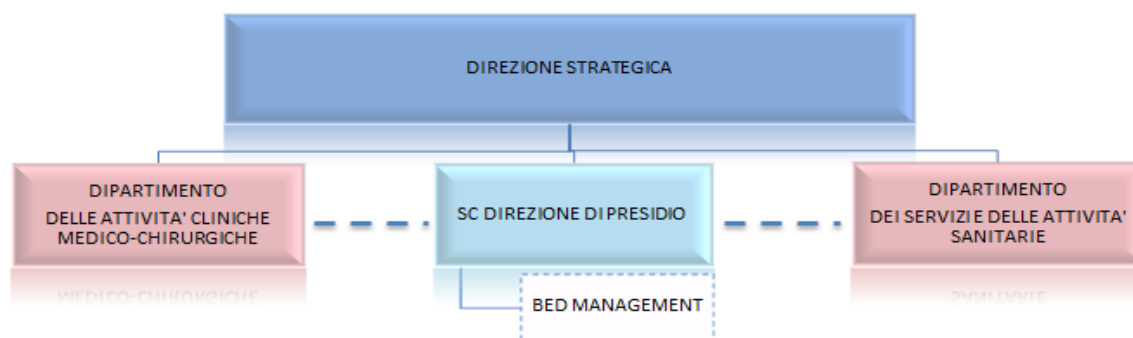 DIREZIONE STRATEGICA
DIPARTIMENTO
DELLE ATTIVITA' CLINICHE
MEDICO-CHIRURGICHE
SC DIREZIONE DI PRESIDIO
DIPARTIMENTO
DEI SERVIZI E DELLE ATTIVITA'
SANITARIE
BED MANAGEMENT